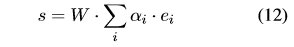 s = W · ∑_i α_i · e_i (12)